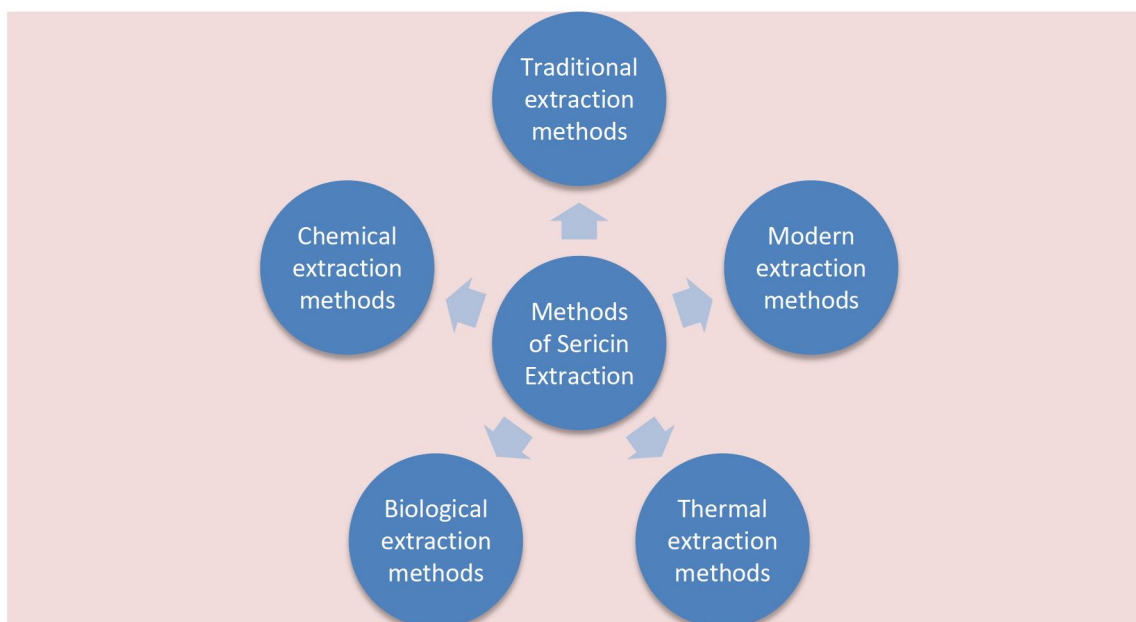 Traditional
extraction
methods
Chemical
extraction
methods
Modern
extraction
methods
Methods
of Sericin
Extraction
Biological
extraction
methods
Thermal
extraction
methods